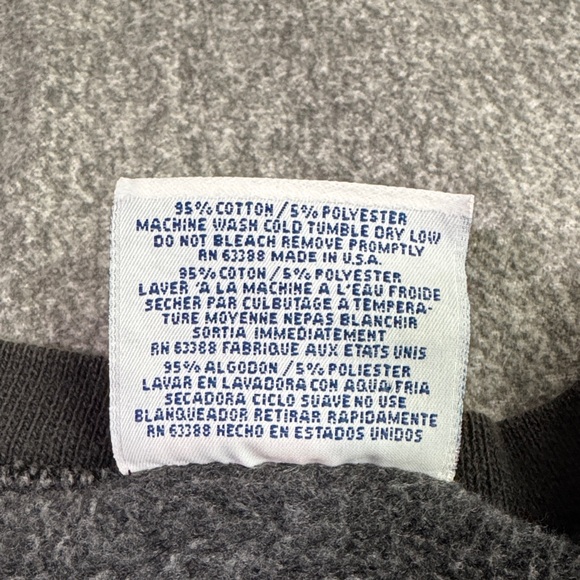 95% COTTON / 5% POLYESTER
MACHINE WASH COLD TUMBLE DRY LOW
DO NOT BLEACH REMOVE PROMPTLY
RN 63388 MADE IN U.S.A.
95% COTON / 5% POLYESTER
LAVER 'A LA MACHINE A L'EAU FROIDE
SECHER PAR CULBUTAGE A TEMPERA-
TURE MOYENNE NEPAS BLANCHIR
SORTIA IMMEDIATEMENT
RN 63388 FABRIQUE AUX ETATS UNIS
95% ALGODON / 5% POLIESTER
LAVAR EN LAVADORA CON AQUA FRIA
SECADORA CICLO SUAVE NO USE
BLANQUEADOR RETIRAR RAPIDAMENTE
RN 63388 HECHO EN ESTADOS UNIDOS